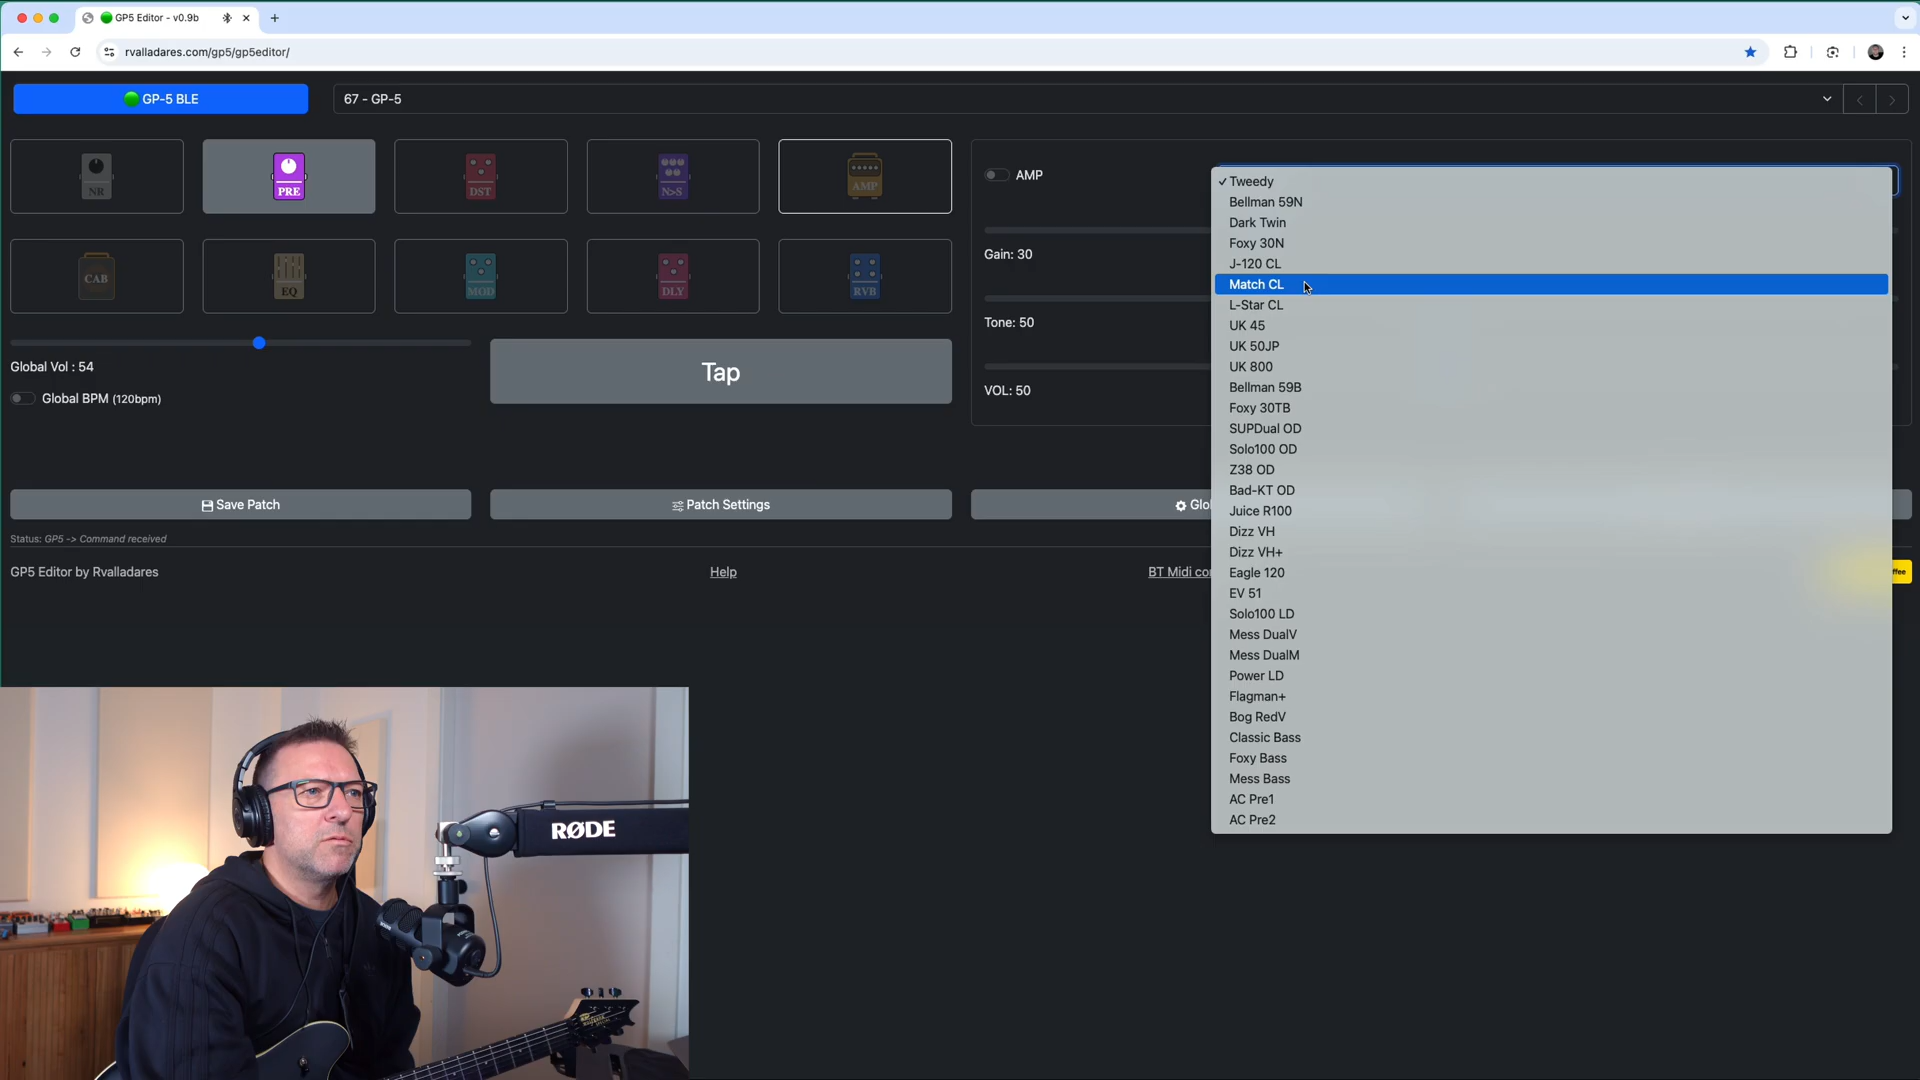 GP5 Editor - v0.9b
rvalladares.com/gp5/gp5editor/
GP-5 BLE
67 - GP-5
NR
PRE
DST
N>S
AMP
CAB
EQ
MOD
DLY
RVB
Global Vol : 54
Global BPM (120bpm)
Tap
AMP
Gain: 30
Tone: 50
VOL: 50
Tweedy
Bellman 59N
Dark Twin
Foxy 30N
J-120 CL
Match CL
L-Star CL
UK 45
UK 50JP
UK 800
Bellman 59B
Foxy 30TB
SUPDual OD
Solo100 OD
Z38 OD
Bad-KT OD
Juice R100
Dizz VH
Dizz VH+
Eagle 120
EV 51
Solo100 LD
Mess DualV
Mess DualM
Power LD
Flagman+
Bog RedV
Classic Bass
Foxy Bass
Mess Bass
AC Pre1
AC Pre2
Save Patch
Patch Settings
Glo
Status: GP5 -> Command received
GP5 Editor by Rvalladares
Help
BT Midi co
ffee
RØDE